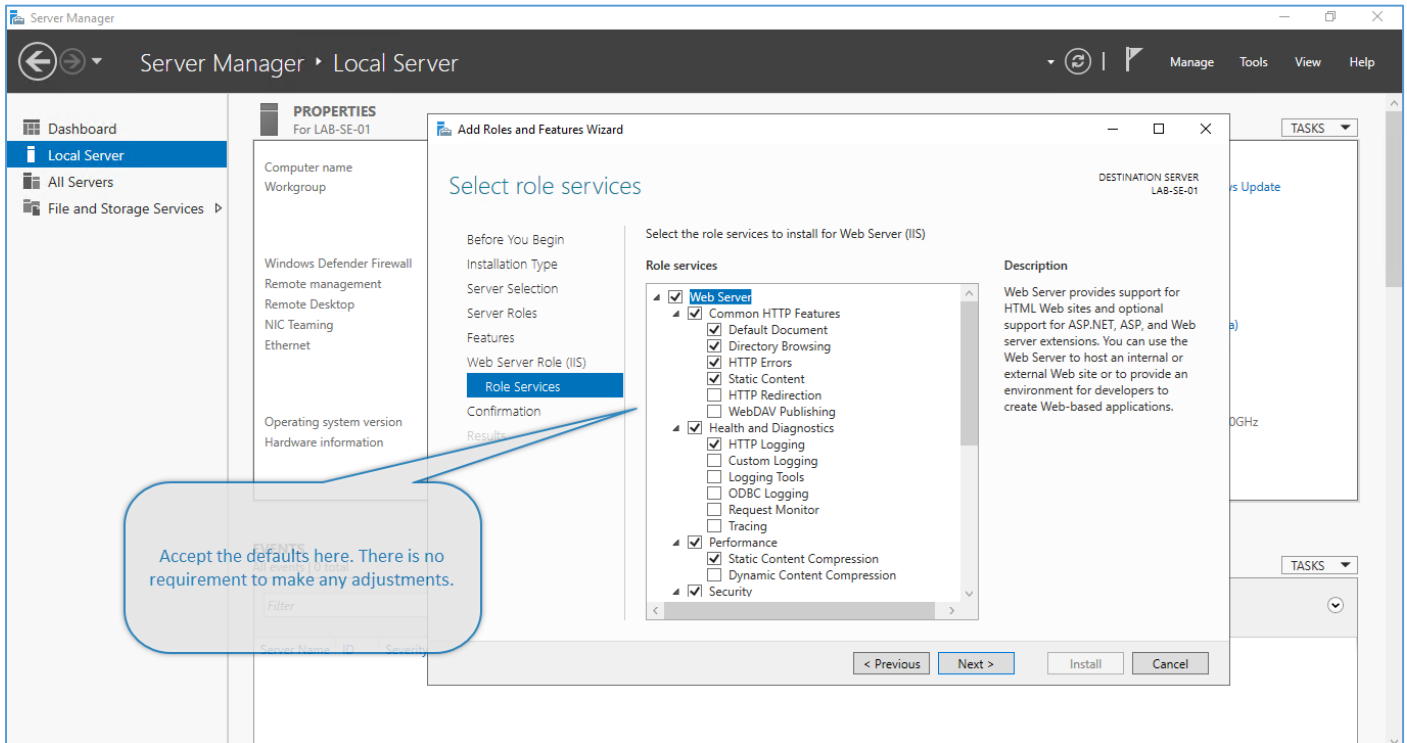 Server Manager
Server Manager • Local Server
Manage Tools View Help
Dashboard
Local Server
All Servers
File and Storage Services
PROPERTIES
For LAB-SE-01
TASKS
Computer name
Workgroup
s Update
Windows Defender Firewall
Remote management
Remote Desktop
NIC Teaming
Ethernet
a)
Operating system version
Hardware information
0GHz
Add Roles and Features Wizard
Select role services
DESTINATION SERVER
LAB-SE-01
Before You Begin
Installation Type
Server Selection
Server Roles
Features
Web Server Role (IIS)
Role Services
Confirmation
Results
Select the role services to install for Web Server (IIS)
Role services
Web Server
Common HTTP Features
Default Document
Directory Browsing
HTTP Errors
Static Content
HTTP Redirection
WebDAV Publishing
Health and Diagnostics
HTTP Logging
Custom Logging
Logging Tools
ODBC Logging
Request Monitor
Tracing
Performance
Static Content Compression
Dynamic Content Compression
Security
Description
Web Server provides support for
HTML Web sites and optional
support for ASP.NET, ASP, and Web
server extensions. You can use the
Web Server to host an internal or
external Web site or to provide an
environment for developers to
create Web-based applications.
< Previous Next > Install Cancel
Accept the defaults here. There is no
requirement to make any adjustments.
EVENTS
All events | 0 total
TASKS
Filter
Server Name ID Severity